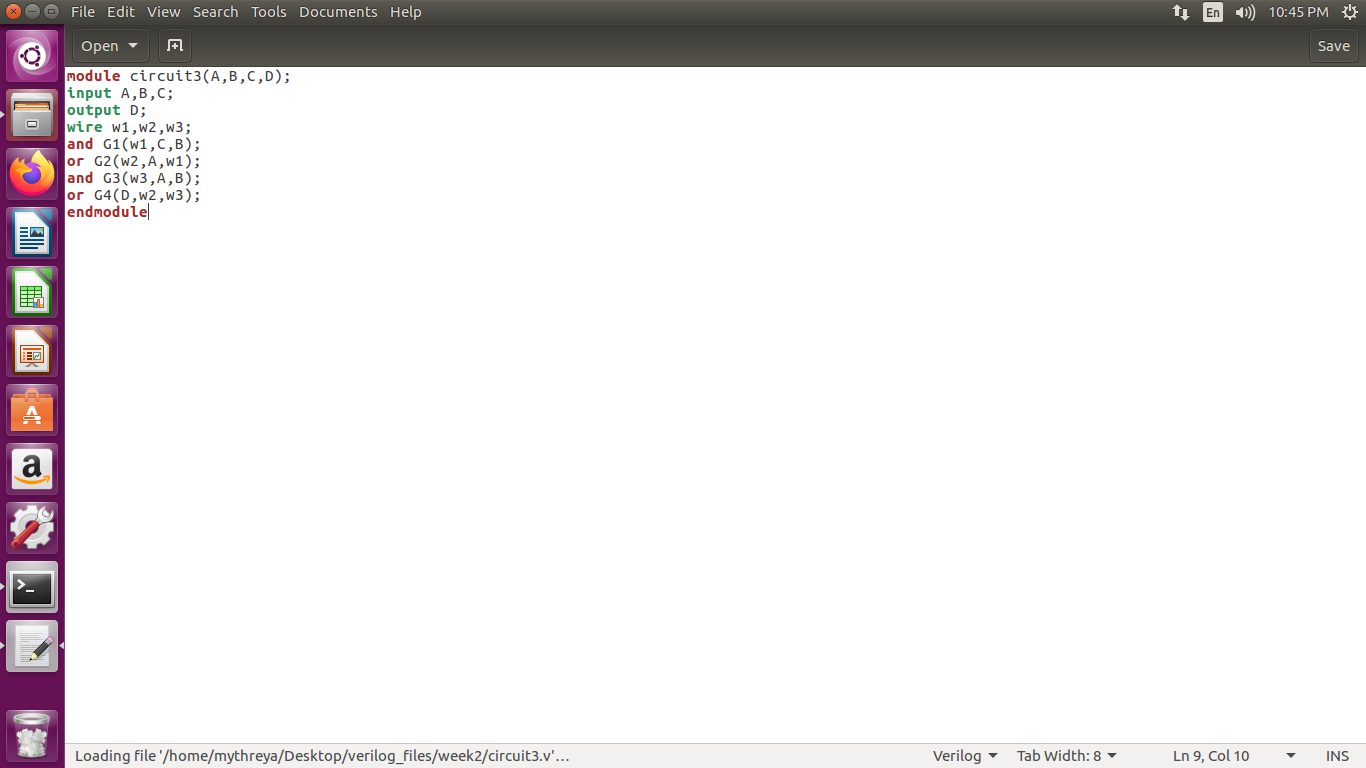 File Edit View Search Tools Documents Help
En 10:45 PM
Open Save
module circuit3(A,B,C,D);
input A,B,C;
output D;
wire w1,w2,w3;
and G1(w1,C,B);
or G2(w2,A,w1);
and G3(w3,A,B);
or G4(D,w2,w3);
endmodule
Loading file '/home/mythreya/Desktop/verilog_files/week2/circuit3.v'… Verilog Tab Width: 8 Ln 9, Col 10 INS